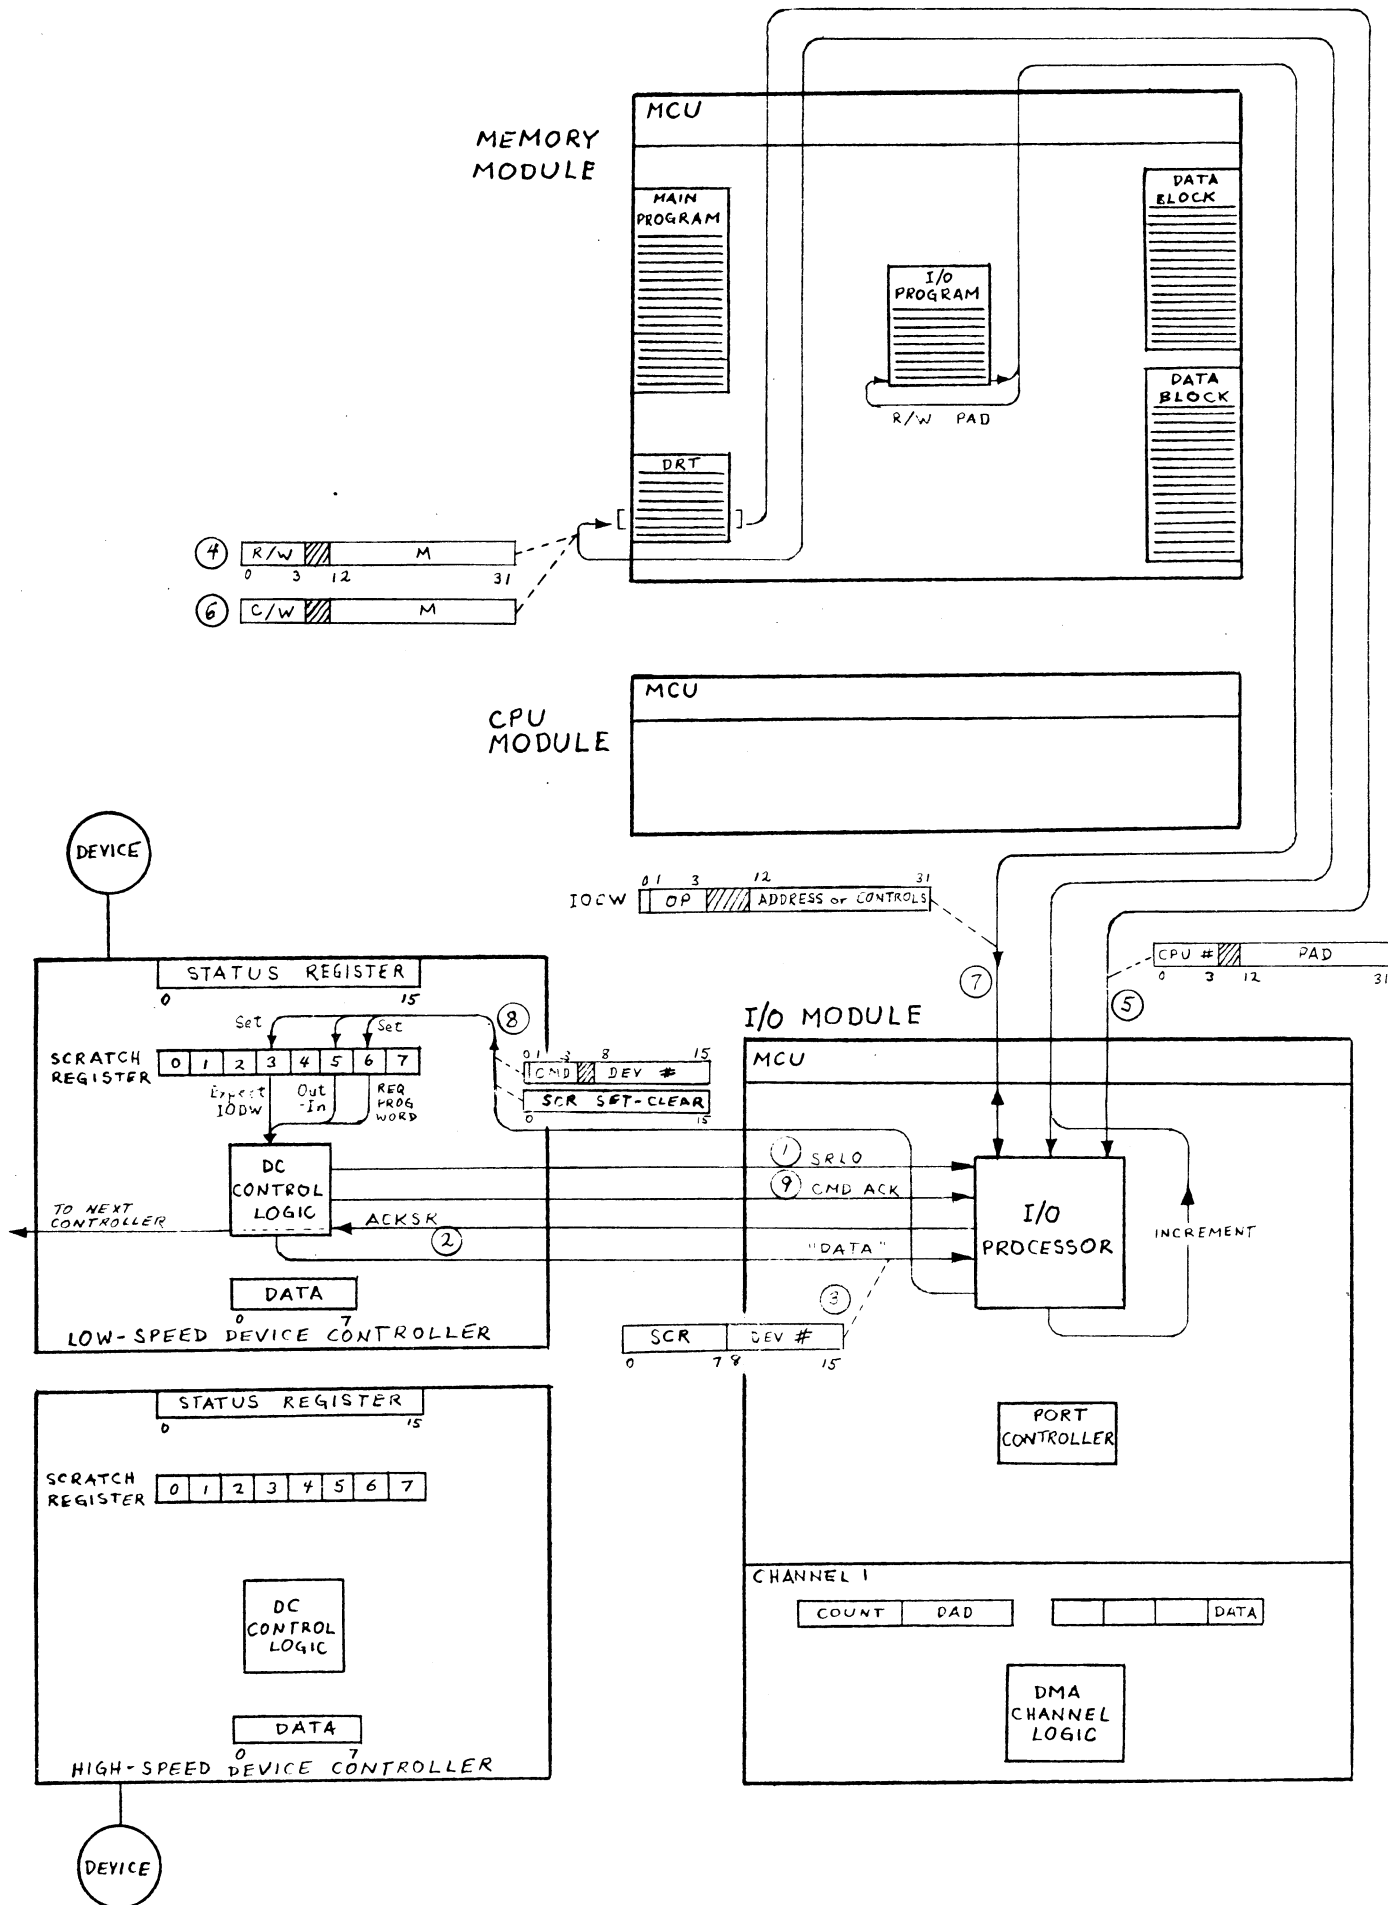 MCU
MEMORY
MODULE
MAIN
PROGRAM
DATA
BLOCK
I/O
PROGRAM
DATA
BLOCK
R/W PAD
DRT
4 R/W M
0 3 12 31
6 C/W M
MCU
CPU
MODULE
DEVICE
0 1 3 12 31
IOCW OP ADDRESS or CONTROLS
CPU # PAD
0 3 12 31
7
5
STATUS REGISTER
0 15
8
Set Set
SCRATCH
REGISTER
0 1 2 3 4 5 6 7
Expect
IODW
Out
-In
REQ
PROG
WORD
0 1 3 8 15
CMD DEV #
SCR SET-CLEAR
0 15
I/O MODULE
MCU
DC
CONTROL
LOGIC
1 SRLO
9 CMD ACK
ACKSR
2
"DATA"
TO NEXT
CONTROLLER
I/O
PROCESSOR
INCREMENT
DATA
0 7
LOW-SPEED DEVICE CONTROLLER
3
SCR DEV #
0 7 8 15
STATUS REGISTER
0 15
SCRATCH
REGISTER
0 1 2 3 4 5 6 7
PORT
CONTROLLER
DC
CONTROL
LOGIC
CHANNEL 1
COUNT DAD DATA
DMA
CHANNEL
LOGIC
DATA
0 7
HIGH-SPEED DEVICE CONTROLLER
DEVICE